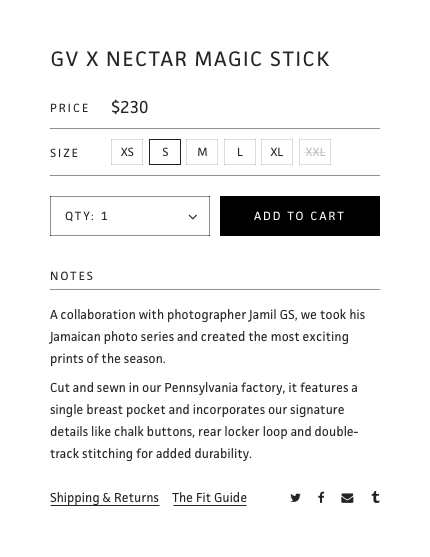 GV X NECTAR MAGIC STICK
PRICE $230
SIZE XS S M L XL XXL
QTY: 1 ADD TO CART
NOTES
A collaboration with photographer Jamil GS, we took his
Jamaican photo series and created the most exciting
prints of the season.
Cut and sewn in our Pennsylvania factory, it features a
single breast pocket and incorporates our signature
details like chalk buttons, rear locker loop and double-
track stitching for added durability.
Shipping & Returns The Fit Guide